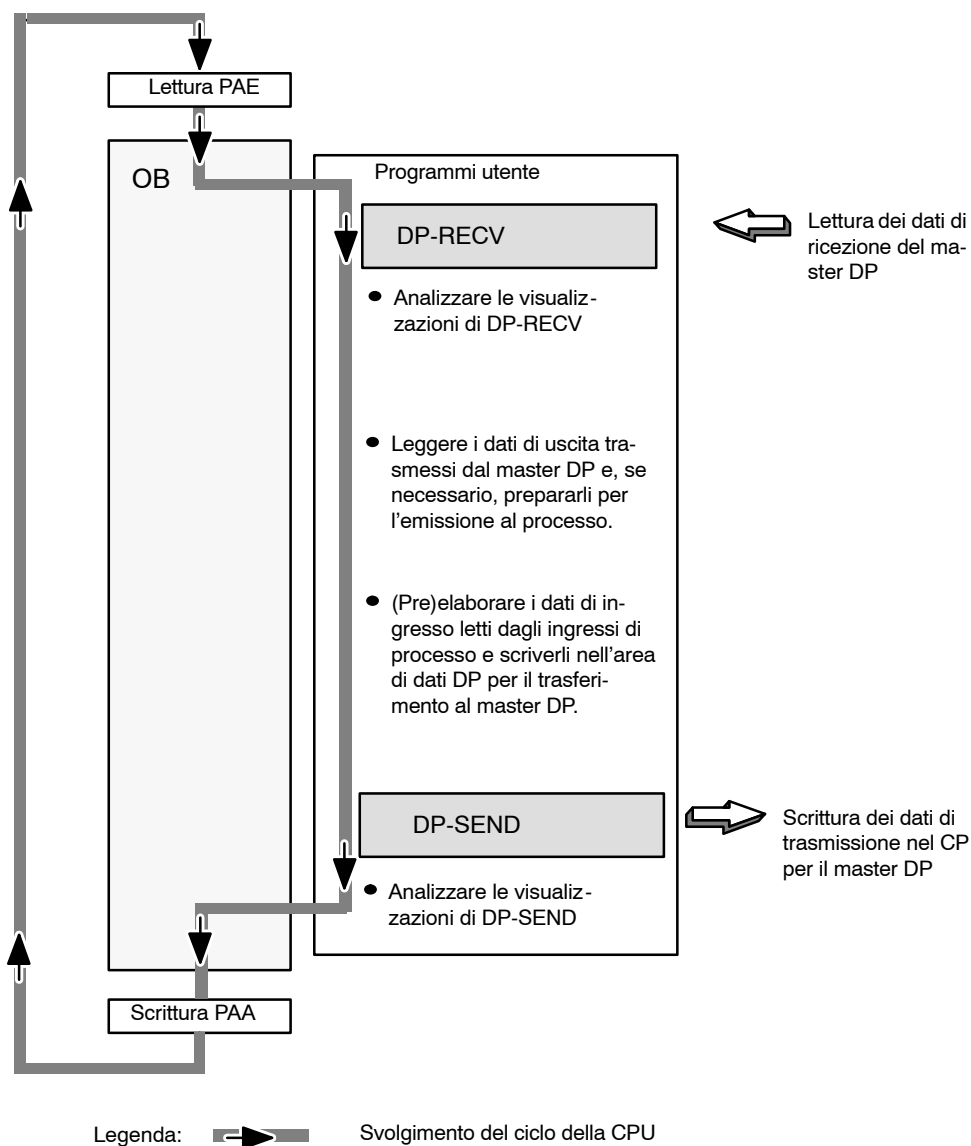 Lettura PAE
OB
Programmi utente
DP-RECV
Lettura dei dati di
ricezione del ma-
ster DP
• Analizzare le visualiz-
zazioni di DP-RECV
• Leggere i dati di uscita tra-
smessi dal master DP e, se
necessario, prepararli per
l'emissione al processo.
• (Pre)elaborare i dati di in-
gresso letti dagli ingressi di
processo e scriverli nell'area
di dati DP per il trasferi-
mento al master DP.
DP-SEND
Scrittura dei dati di
trasmissione nel CP
per il master DP
• Analizzare le visualiz-
zazioni di DP-SEND
Scrittura PAA
Legenda:
Svolgimento del ciclo della CPU